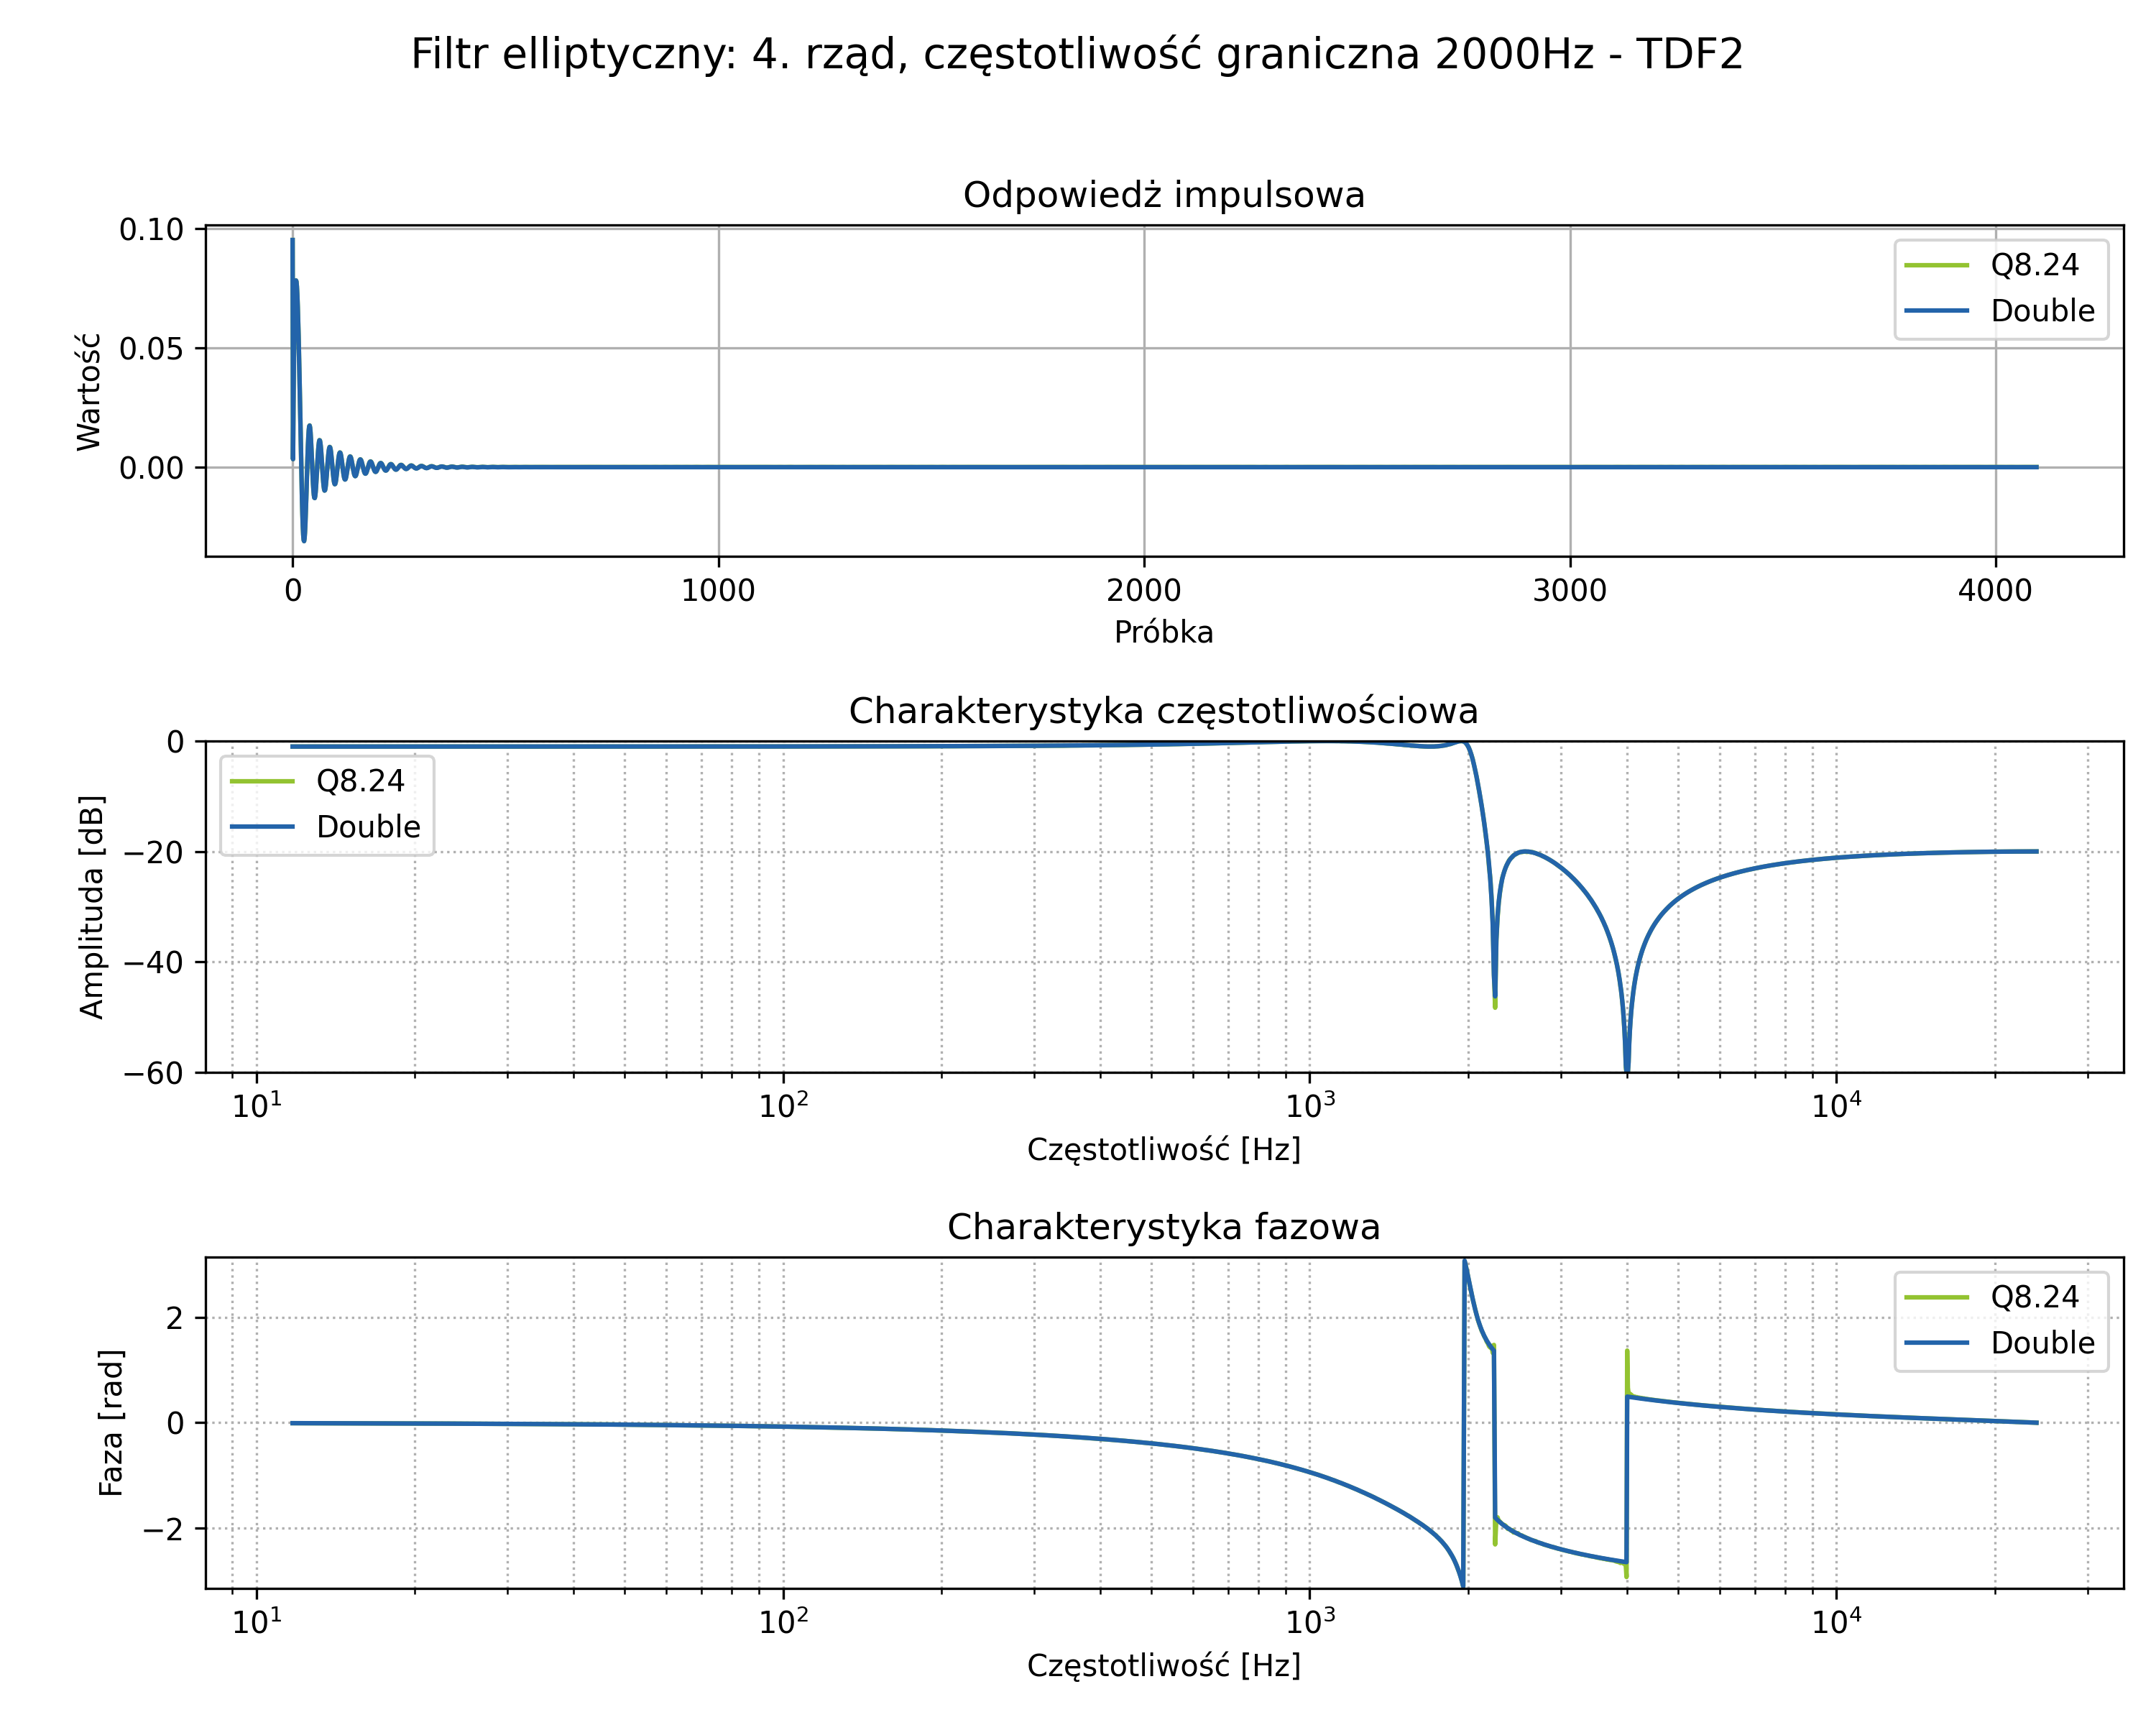 Filtr elliptyczny: 4. rząd, częstotliwość graniczna 2000Hz - TDF2
Odpowiedż impulsowa
Wartość
0.10
0.05
0.00
Q8.24
Double
0 1000 2000 3000 4000
Próbka
Charakterystyka częstotliwościowa
Amplituda [dB]
0
−20
−40
−60
Q8.24
Double
10¹ 10² 10³ 10⁴
Częstotliwość [Hz]
Charakterystyka fazowa
Faza [rad]
2
0
−2
Q8.24
Double
10¹ 10² 10³ 10⁴
Częstotliwość [Hz]